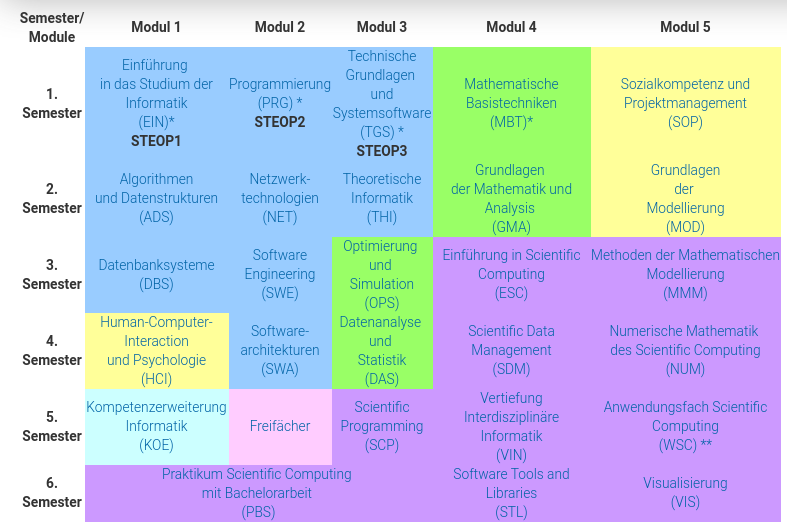 Semester/
Module
Modul 1
Modul 2
Modul 3
Modul 4
Modul 5
1.
Semester
Einführung
in das Studium der
Informatik
(EIN)*
STEOP1
Programmierung
(PRG) *
STEOP2
Technische
Grundlagen
und
Systemsoftware
(TGS) *
STEOP3
Mathematische
Basistechniken
(MBT)*
Sozialkompetenz und
Projektmanagement
(SOP)
2.
Semester
Algorithmen
und Datenstrukturen
(ADS)
Netzwerk-
technologien
(NET)
Theoretische
Informatik
(THI)
Grundlagen
der Mathematik und
Analysis
(GMA)
Grundlagen
der
Modellierung
(MOD)
3.
Semester
Datenbanksysteme
(DBS)
Software
Engineering
(SWE)
Optimierung
und
Simulation
(OPS)
Einführung in Scientific
Computing
(ESC)
Methoden der Mathematischen
Modellierung
(MMM)
4.
Semester
Human-Computer-
Interaction
und Psychologie
(HCI)
Software-
architekturen
(SWA)
Datenanalyse
und
Statistik
(DAS)
Scientific Data
Management
(SDM)
Numerische Mathematik
des Scientific Computing
(NUM)
5.
Semester
Kompetenzerweiterung
Informatik
(KOE)
Freifächer
Scientific
Programming
(SCP)
Vertiefung
Interdisziplinäre
Informatik
(VIN)
Anwendungsfach Scientific
Computing
(WSC) **
6.
Semester
Praktikum Scientific Computing
mit Bachelorarbeit
(PBS)
Software Tools and
Libraries
(STL)
Visualisierung
(VIS)